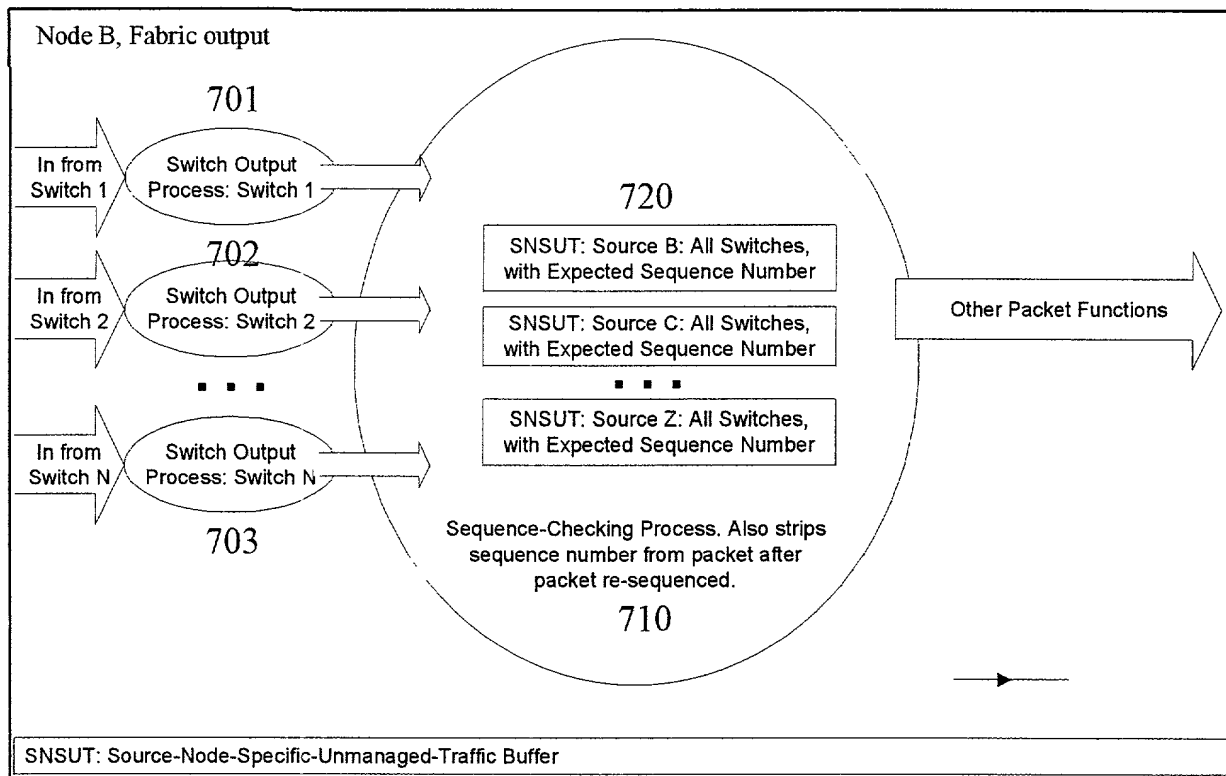 Node B, Fabric output
701
In from
Switch 1
Switch Output
Process: Switch 1
702
In from
Switch 2
Switch Output
Process: Switch 2
In from
Switch N
Switch Output
Process: Switch N
703
720
SNSUT: Source B: All Switches,
with Expected Sequence Number
SNSUT: Source C: All Switches,
with Expected Sequence Number
SNSUT: Source Z: All Switches,
with Expected Sequence Number
Sequence-Checking Process. Also strips
sequence number from packet after
packet re-sequenced.
710
Other Packet Functions
SNSUT: Source-Node-Specific-Unmanaged-Traffic Buffer